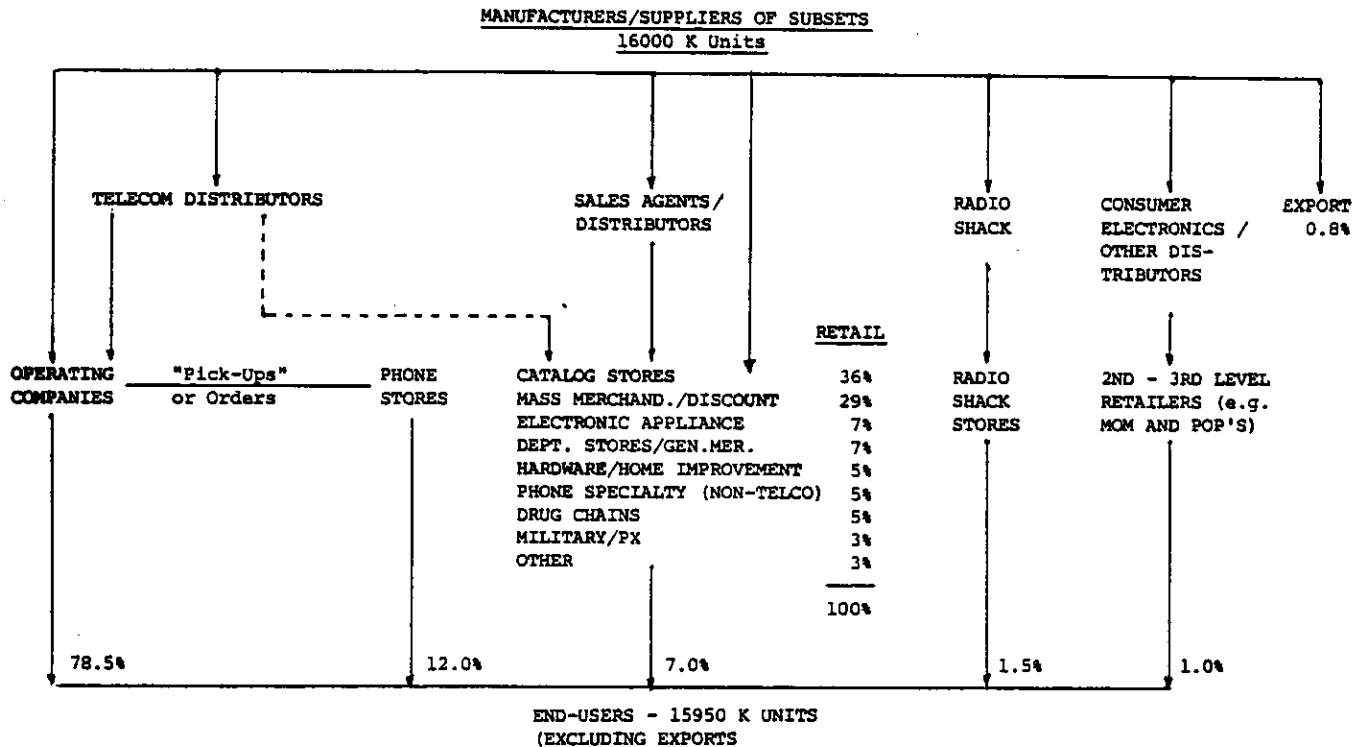 MANUFACTURERS/SUPPLIERS OF SUBSETS
16000 K Units
TELECOM DISTRIBUTORS
SALES AGENTS/
DISTRIBUTORS
RADIO
SHACK
CONSUMER
ELECTRONICS /
OTHER DIS-
TRIBUTORS
EXPORT
0.8%
OPERATING
COMPANIES
"Pick-Ups"
or Orders
PHONE
STORES
RETAIL
CATALOG STORES 36%
MASS MERCHAND./DISCOUNT 29%
ELECTRONIC APPLIANCE 7%
DEPT. STORES/GEN.MER. 7%
HARDWARE/HOME IMPROVEMENT 5%
PHONE SPECIALTY (NON-TELCO) 5%
DRUG CHAINS 5%
MILITARY/PX 3%
OTHER 3%
100%
RADIO
SHACK
STORES
2ND - 3RD LEVEL
RETAILERS (e.g.
MOM AND POP'S)
78.5% 12.0% 7.0% 1.5% 1.0%
END-USERS - 15950 K UNITS
(EXCLUDING EXPORTS